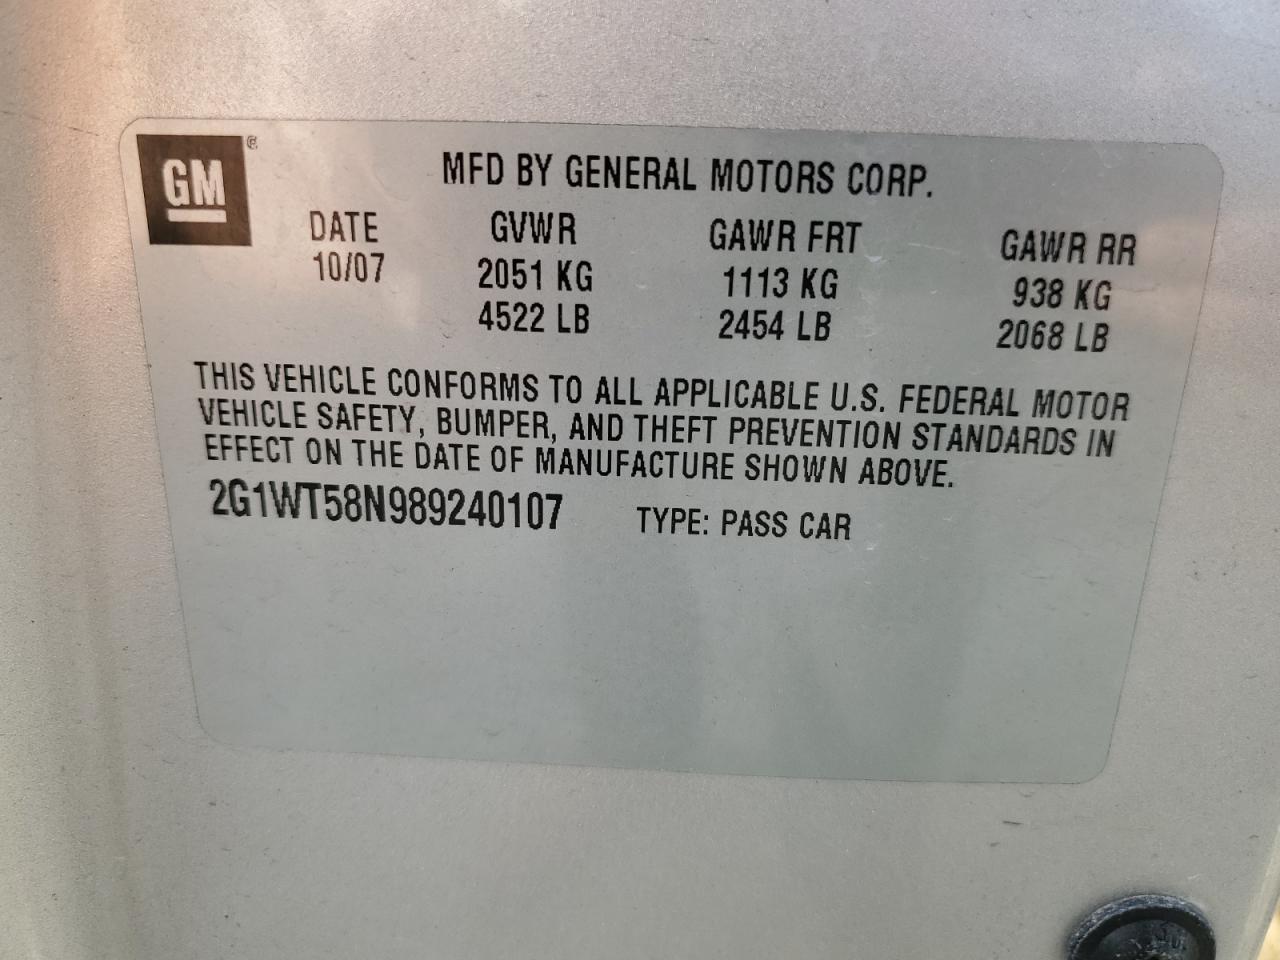 GM®
MFD BY GENERAL MOTORS CORP.
DATE GVWR GAWR FRT GAWR RR
10/07 2051 KG 1113 KG 938 KG
4522 LB 2454 LB 2068 LB
THIS VEHICLE CONFORMS TO ALL APPLICABLE U.S. FEDERAL MOTOR
VEHICLE SAFETY, BUMPER, AND THEFT PREVENTION STANDARDS IN
EFFECT ON THE DATE OF MANUFACTURE SHOWN ABOVE.
2G1WT58N989240107 TYPE: PASS CAR